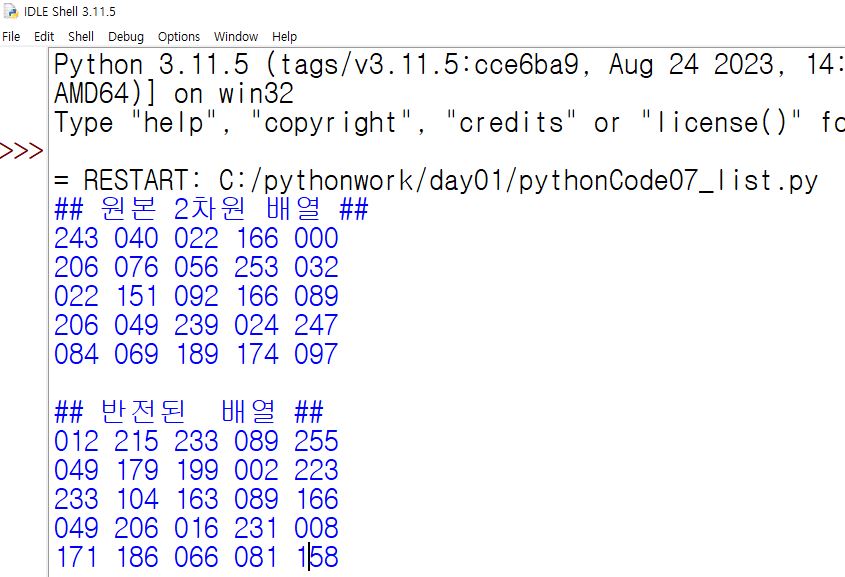 IDLE Shell 3.11.5
File Edit Shell Debug Options Window Help
Python 3.11.5 (tags/v3.11.5:cce6ba9, Aug 24 2023, 14:
AMD64)] on win32
Type "help", "copyright", "credits" or "license()" fo
>>>
= RESTART: C:/pythonwork/day01/pythonCode07_list.py
## 원본 2차원 배열 ##
243 040 022 166 000
206 076 056 253 032
022 151 092 166 089
206 049 239 024 247
084 069 189 174 097
## 반전된  배열 ##
012 215 233 089 255
049 179 199 002 223
233 104 163 089 166
049 206 016 231 008
171 186 066 081 158